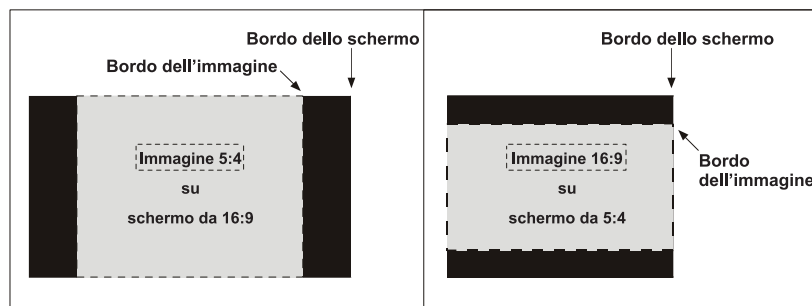 Bordo dello schermo
Bordo dell'immagine
Immagine 5:4
su
schermo da 16:9
Bordo dello schermo
Immagine 16:9
su
schermo da 5:4
Bordo
dell'immagine